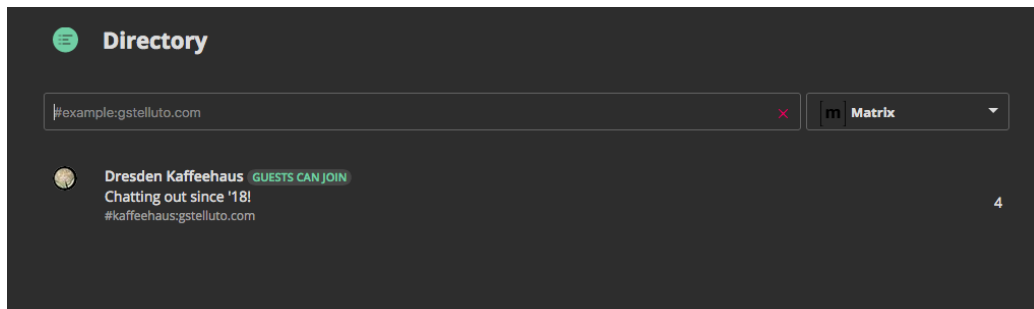 Directory
#example:gstelluto.com × [m] Matrix
Dresden Kaffeehaus GUESTS CAN JOIN
Chatting out since '18!
#kaffeehaus:gstelluto.com
4